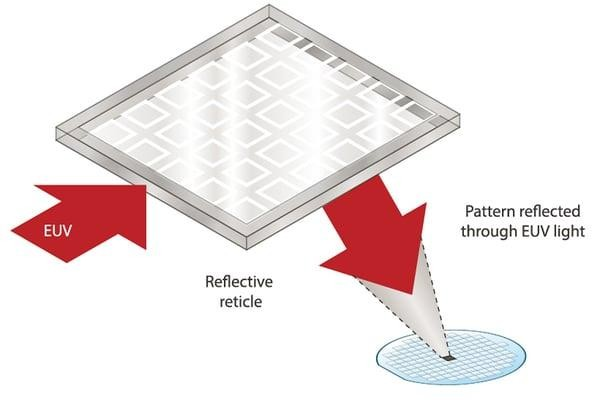 EUV
Reflective
reticle
Pattern reflected
through EUV light